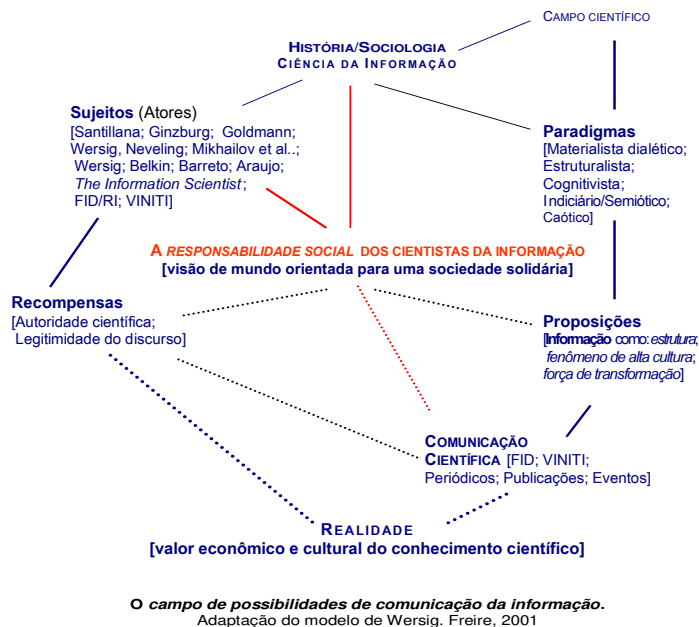 CAMPO CIENTÍFICO
HISTÓRIA/SOCIOLOGIA
CIÊNCIA DA INFORMAÇÃO
Sujeitos (Atores)
[Santillana; Ginzburg; Goldmann;
Wersig, Neveling; Mikhailov et al..;
Wersig; Belkin; Barreto; Araujo;
The Information Scientist;
FID/RI; VINITI]
Paradigmas
[Materialista dialético;
Estruturalista;
Cognitivista;
Indiciário/Semiótico;
Caótico]
A RESPONSABILIDADE SOCIAL DOS CIENTISTAS DA INFORMAÇÃO
[visão de mundo orientada para uma sociedade solidária]
Recompensas
[Autoridade científica;
Legitimidade do discurso]
Proposições
[Informação como: estrutura;
fenômeno de alta cultura;
força de transformação]
COMUNICAÇÃO
CIENTÍFICA [FID; VINITI;
Periódicos; Publicações; Eventos]
REALIDADE
[valor econômico e cultural do conhecimento científico]
O campo de possibilidades de comunicação da informação.
Adaptação do modelo de Wersig. Freire, 2001